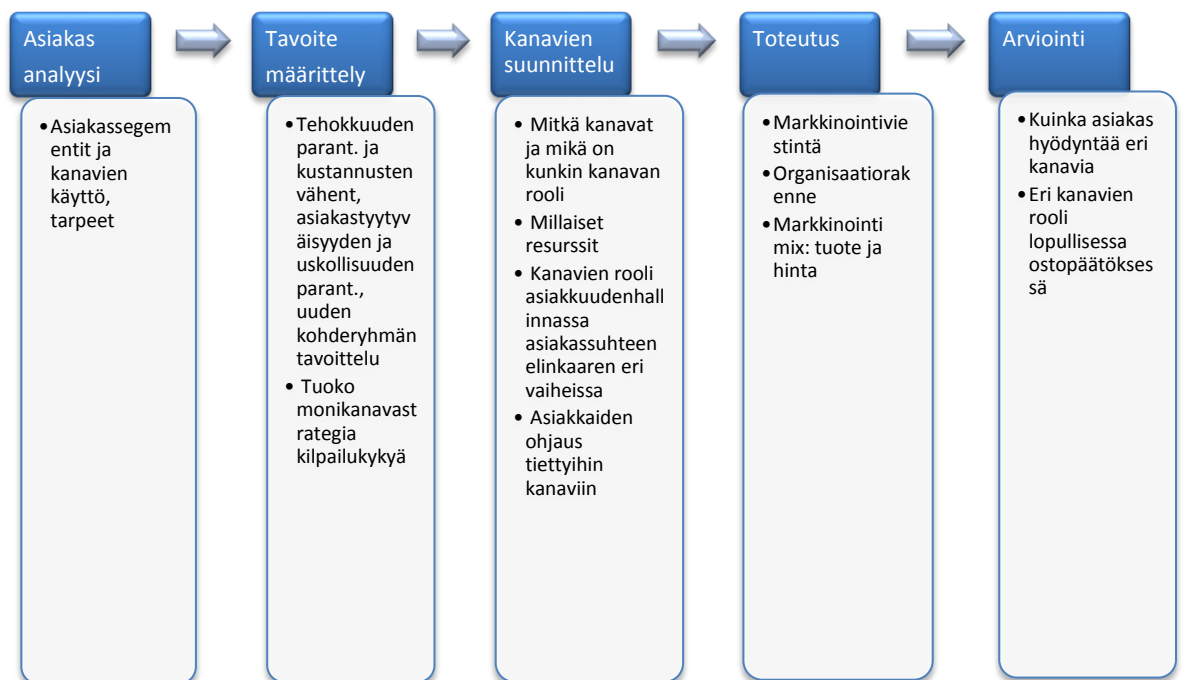 Asiakas
analyysi
•Asiakassegem
entit ja
kanavien
käyttö,
tarpeet
Tavoite
määrittely
•Tehokkuuden
parant. ja
kustannusten
vähent,
asiakastyytyv
äisyyden ja
uskollisuuden
parant.,
uuden
kohderyhmän
tavoittelu
• Tuoko
monikanavast
rategia
kilpailukykyä
Kanavien
suunnittelu
• Mitkä kanavat
ja mikä on
kunkin kanavan
rooli
• Millaiset
resurssit
• Kanavien rooli
asiakkuudenhall
innassa
asiakassuhteen
elinkaaren eri
vaiheissa
• Asiakkaiden
ohjaus
tiettyihin
kanaviin
Toteutus
•Markkinointivie
stintä
•Organisaatiorak
enne
•Markkinointi
mix: tuote ja
hinta
Arviointi
•Kuinka asiakas
hyödyntää eri
kanavia
•Eri kanavien
rooli
lopullisessa
ostopäätökses
sä